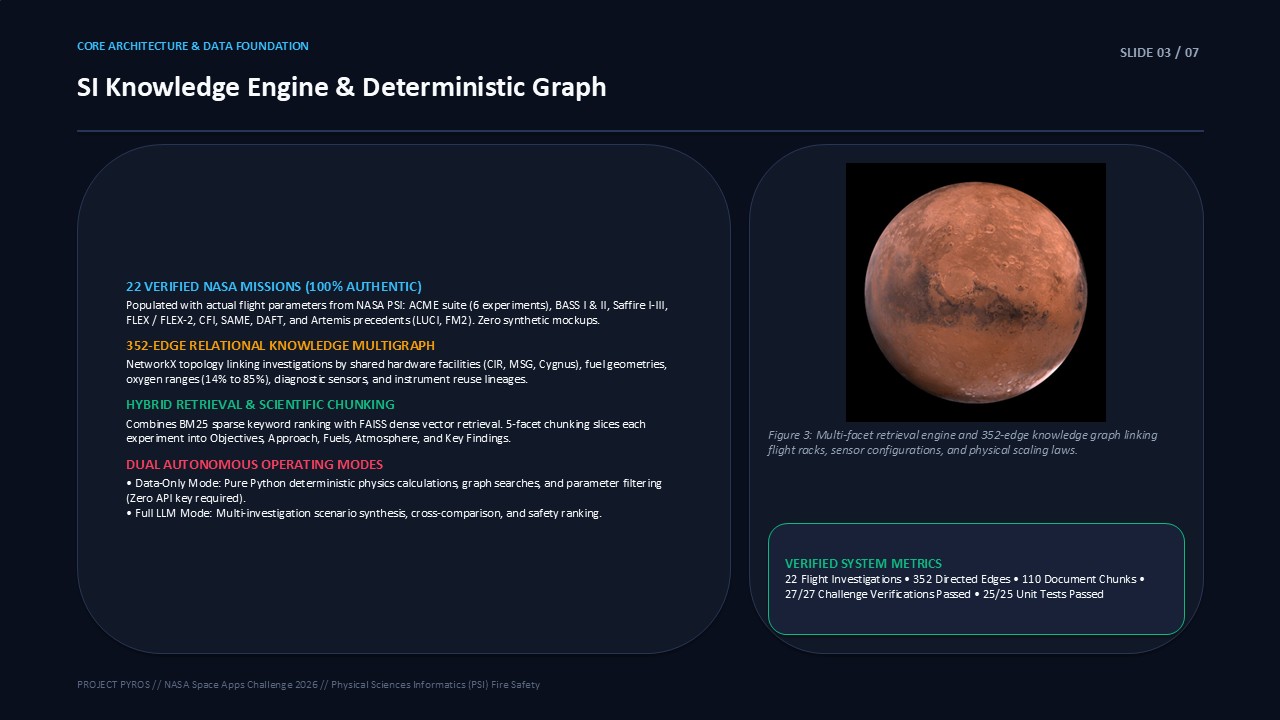 CORE ARCHITECTURE & DATA FOUNDATION
SLIDE 03 / 07
SI Knowledge Engine & Deterministic Graph
22 VERIFIED NASA MISSIONS (100% AUTHENTIC)
Populated with actual flight parameters from NASA PSI: ACME suite (6 experiments), BASS I & II, Saffire I-III,
FLEX / FLEX-2, CFI, SAME, DAFT, and Artemis precedents (LUCI, FM2). Zero synthetic mockups.
352-EDGE RELATIONAL KNOWLEDGE MULTIGRAPH
NetworkX topology linking investigations by shared hardware facilities (CIR, MSG, Cygnus), fuel geometries,
oxygen ranges (14% to 85%), diagnostic sensors, and instrument reuse lineages.
HYBRID RETRIEVAL & SCIENTIFIC CHUNKING
Combines BM25 sparse keyword ranking with FAISS dense vector retrieval. 5-facet chunking slices each
experiment into Objectives, Approach, Fuels, Atmosphere, and Key Findings.
DUAL AUTONOMOUS OPERATING MODES
• Data-Only Mode: Pure Python deterministic physics calculations, graph searches, and parameter filtering
(Zero API key required).
• Full LLM Mode: Multi-investigation scenario synthesis, cross-comparison, and safety ranking.
Figure 3: Multi-facet retrieval engine and 352-edge knowledge graph linking
flight racks, sensor configurations, and physical scaling laws.
VERIFIED SYSTEM METRICS
22 Flight Investigations • 352 Directed Edges • 110 Document Chunks •
27/27 Challenge Verifications Passed • 25/25 Unit Tests Passed
PROJECT PYROS // NASA Space Apps Challenge 2026 // Physical Sciences Informatics (PSI) Fire Safety